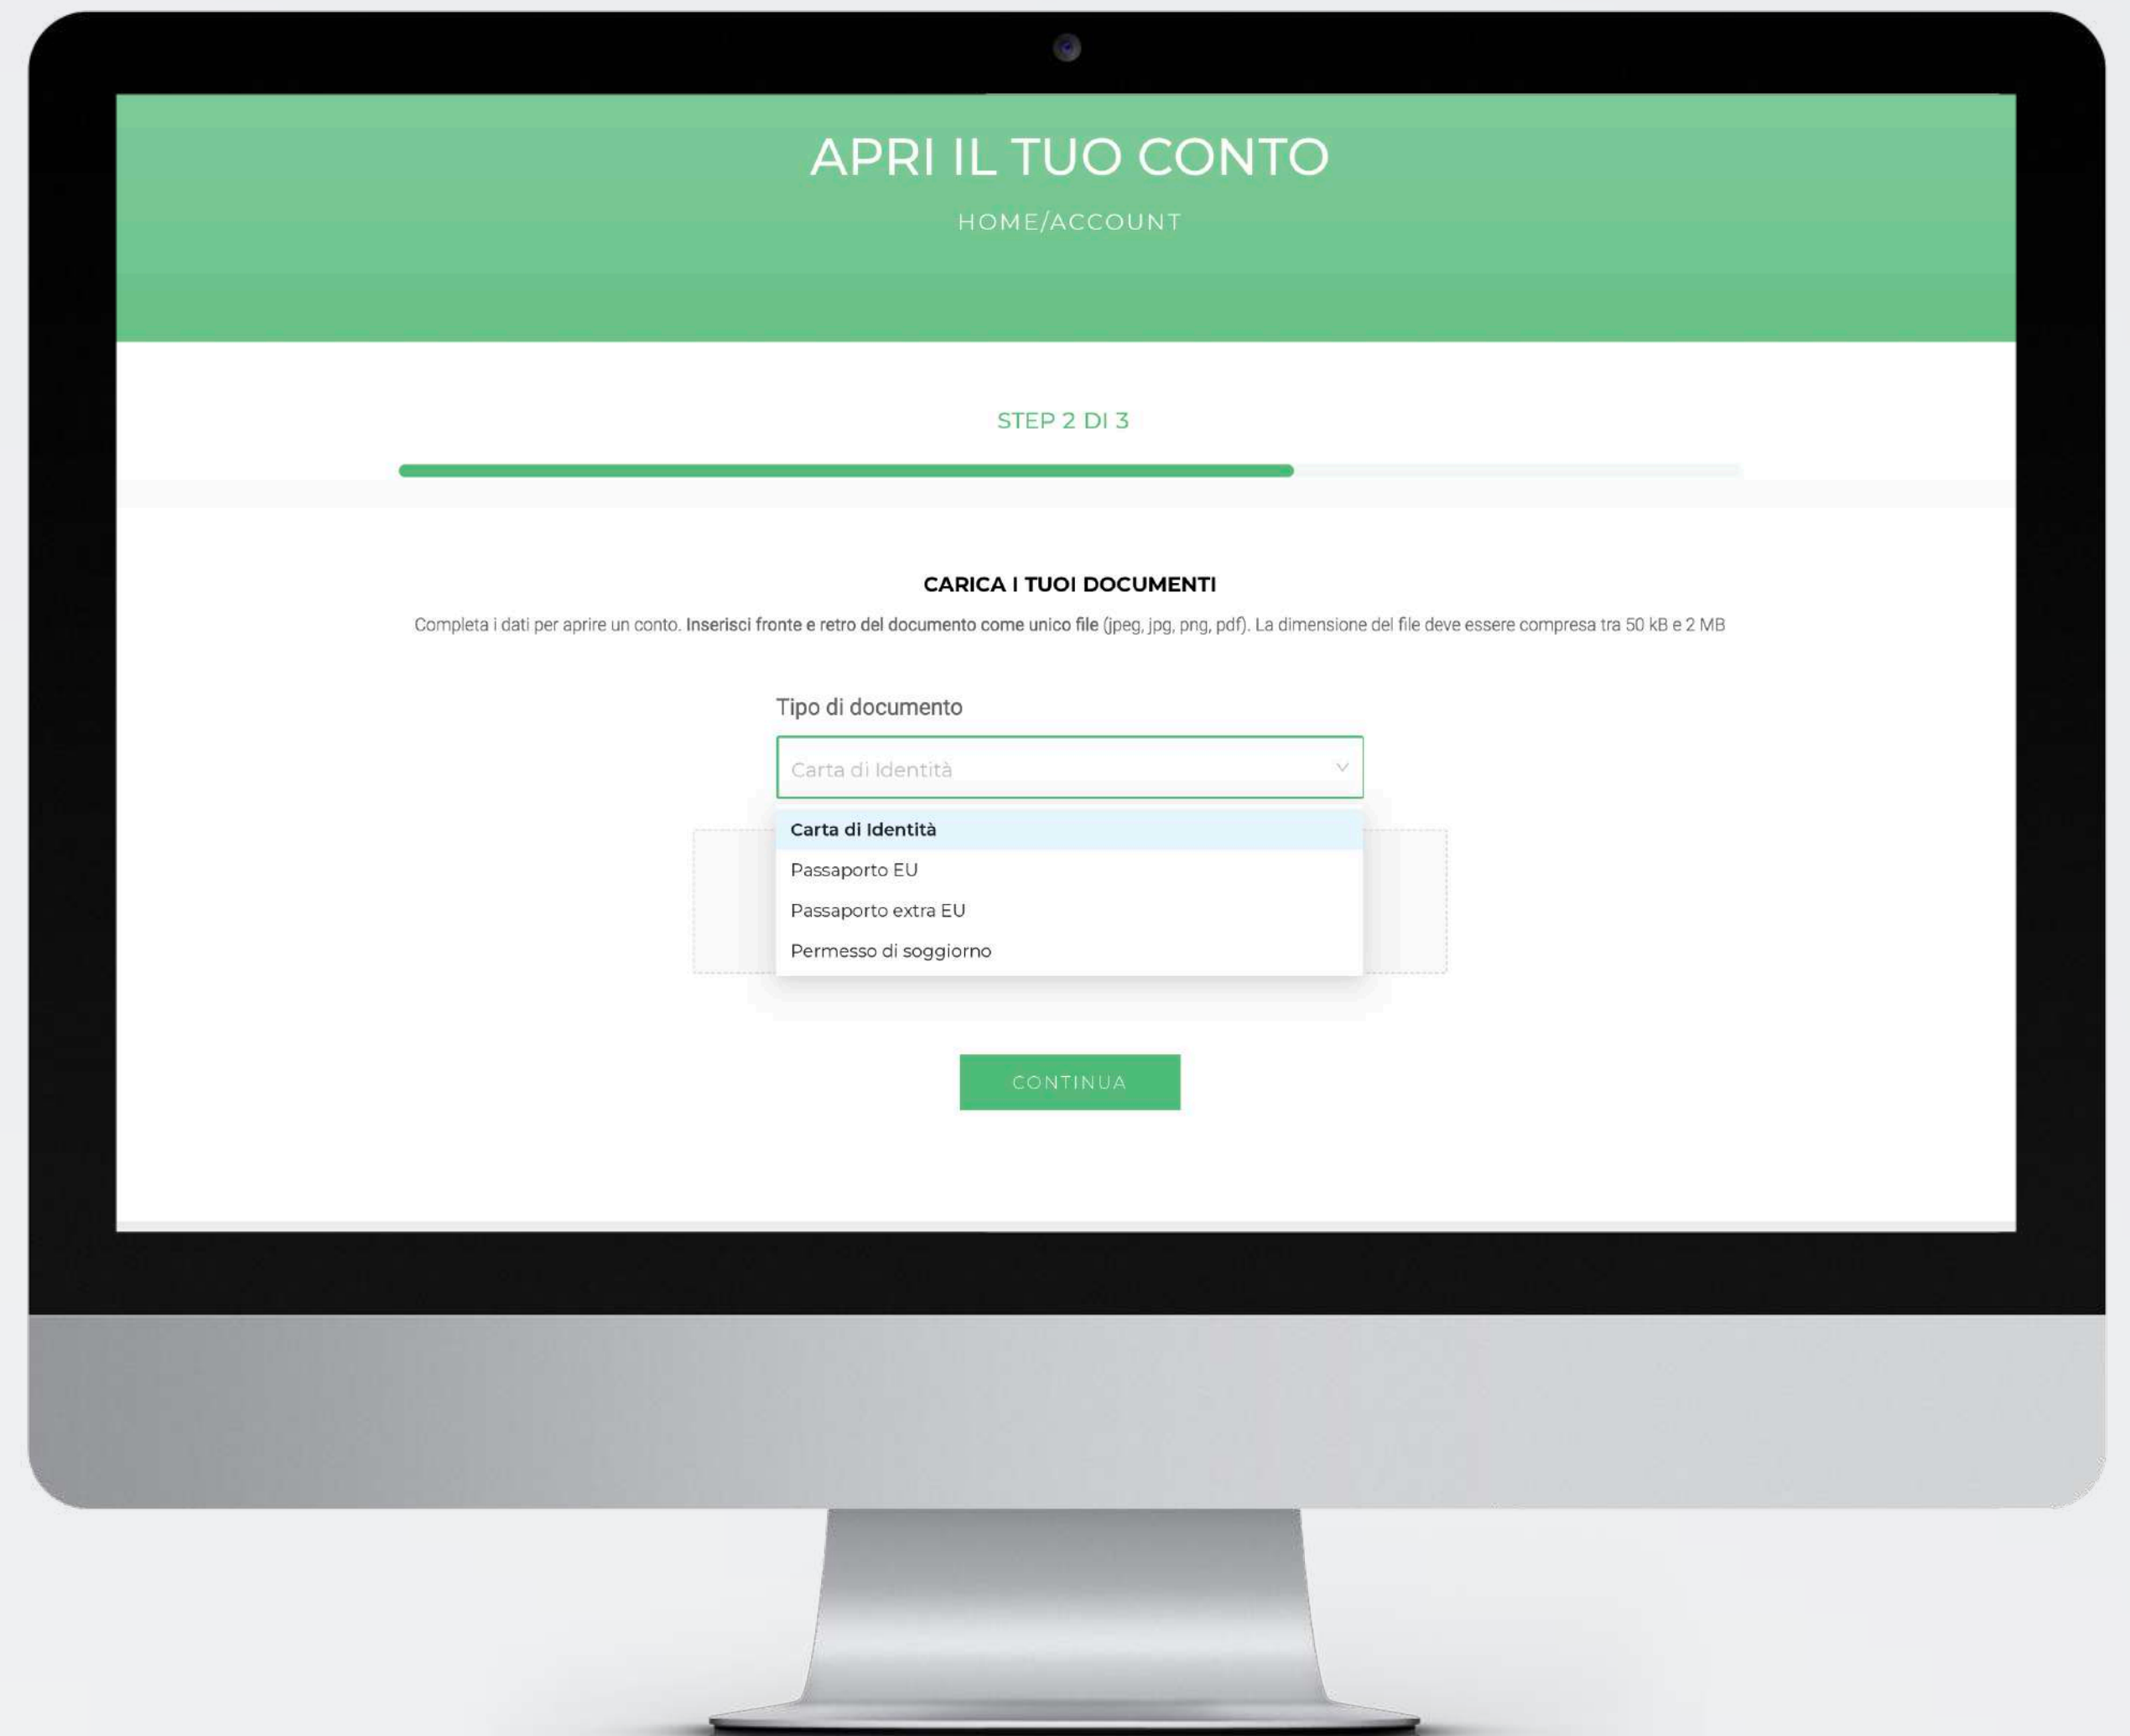 APRI IL TUO CONTO
HOME/ACCOUNT
STEP 2 DI 3
CARICA I TUOI DOCUMENTI
Completa i dati per aprire un conto. Inserisci fronte e retro del documento come unico file (jpeg, jpg, png, pdf). La dimensione del file deve essere compresa tra 50 kB e 2 MB
Tipo di documento
Carta di Identità
Carta di Identità
Passaporto EU
Passaporto extra EU
Permesso di soggiorno
CONTINUA